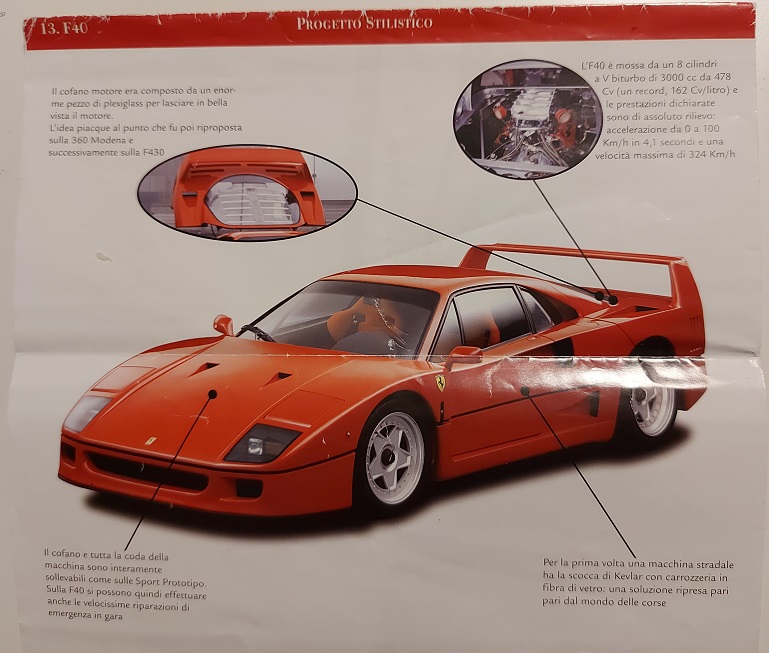 13. F40
PROGETTO STILISTICO
Il cofano motore era composto da un enor-
me pezzo di plexiglass per lasciare in bella
vista il motore.
L'idea piacque al punto che fu poi riproposta
sulla 360 Modena e
successivamente sulla F430
L'F40 è mossa da un 8 cilindri
a V biturbo di 3000 cc da 478
Cv (un record, 162 Cv/litro) e
le prestazioni dichiarate
sono di assoluto rilievo:
accelerazione da 0 a 100
Km/h in 4,1 secondi e una
velocità massima di 324 Km/h
Il cofano e tutta la coda della
macchina sono interamente
sollevabili come sulle Sport Prototipo.
Sulla F40 si possono quindi effettuare
anche le velocissime riparazioni di
emergenza in gara
Per la prima volta una macchina stradale
ha la scocca di Kevlar con carrozzeria in
fibra di vetro: una soluzione ripresa pari
pari dal mondo delle corse